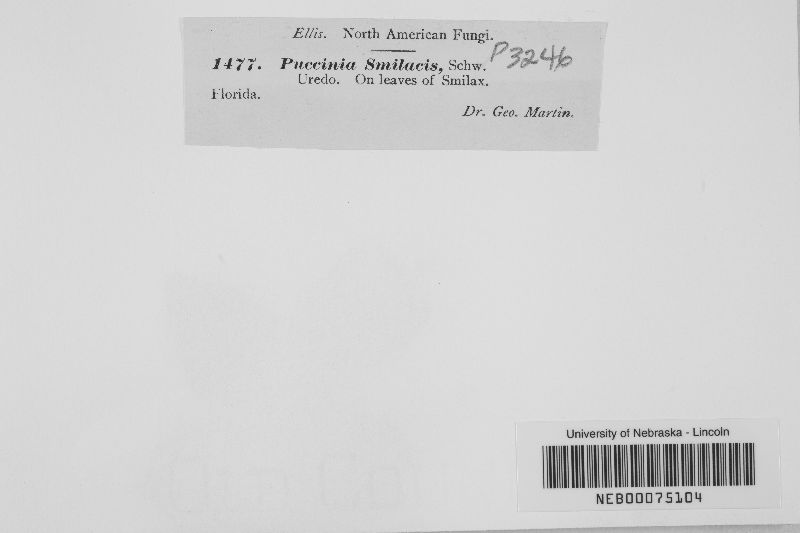 Ellis. North American Fungi.
P3246
1477. Puccinia Smilacis, Schw.
Uredo. On leaves of Smilax.
Florida.
Dr. Geo. Martin.
University of Nebraska - Lincoln
NEB00075104